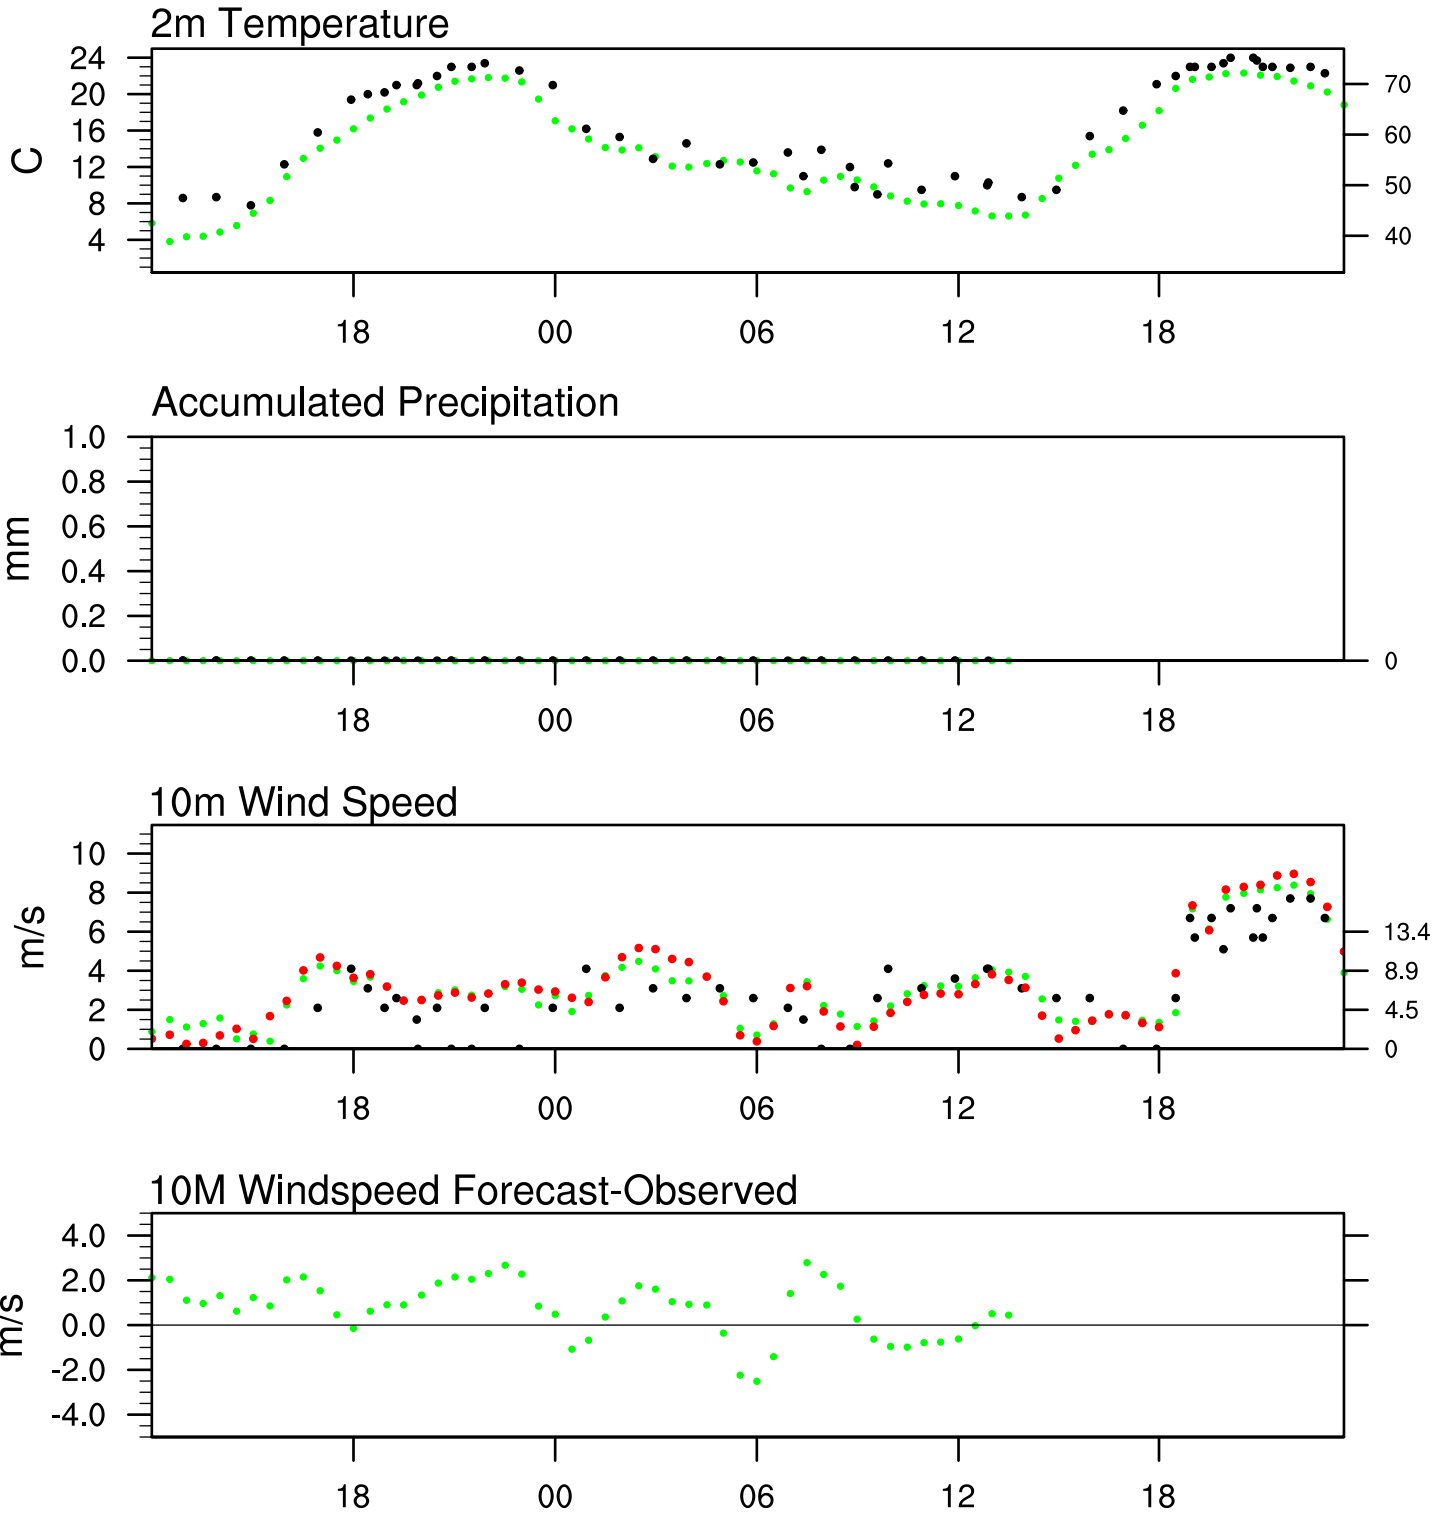 2m Temperature
24
20
16
12
8
4
C
70
60
50
40
18 00 06 12 18
Accumulated Precipitation
1.0
0.8
0.6
0.4
0.2
0.0
mm
0
18 00 06 12 18
10m Wind Speed
10
8
6
4
2
0
m/s
13.4
8.9
4.5
0
18 00 06 12 18
10M Windspeed Forecast-Observed
4.0
2.0
0.0
-2.0
-4.0
m/s
18 00 06 12 18